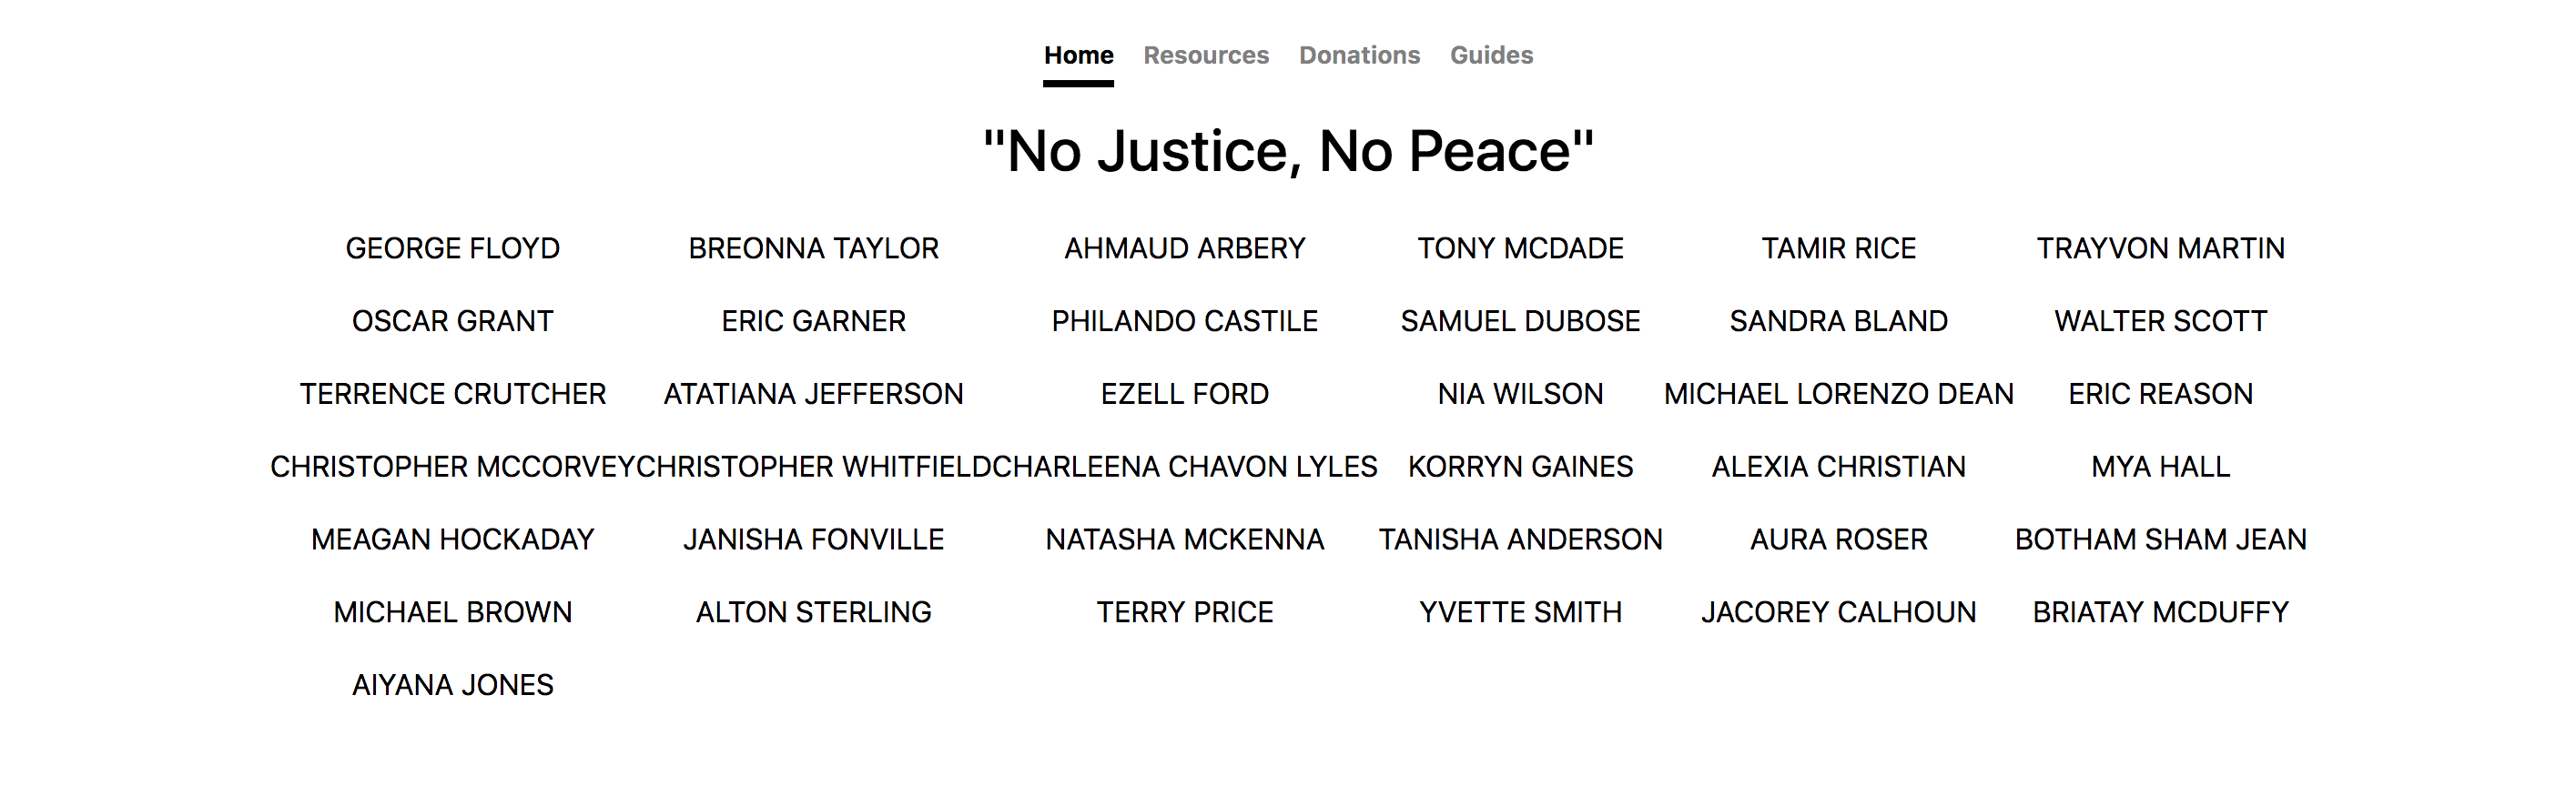 Home Resources Donations Guides
"No Justice, No Peace"
GEORGE FLOYD BREONNA TAYLOR AHMAUD ARBERY TONY MCDADE TAMIR RICE TRAYVON MARTIN
OSCAR GRANT ERIC GARNER PHILANDO CASTILE SAMUEL DUBOSE SANDRA BLAND WALTER SCOTT
TERRENCE CRUTCHER ATATIANA JEFFERSON EZELL FORD NIA WILSON MICHAEL LORENZO DEAN ERIC REASON
CHRISTOPHER MCCORVEYCHRISTOPHER WHITFIELDCHARLEENA CHAVON LYLES KORRYN GAINES ALEXIA CHRISTIAN MYA HALL
MEAGAN HOCKADAY JANISHA FONVILLE NATASHA MCKENNA TANISHA ANDERSON AURA ROSER BOTHAM SHAM JEAN
MICHAEL BROWN ALTON STERLING TERRY PRICE YVETTE SMITH JACOREY CALHOUN BRIATAY MCDUFFY
AIYANA JONES